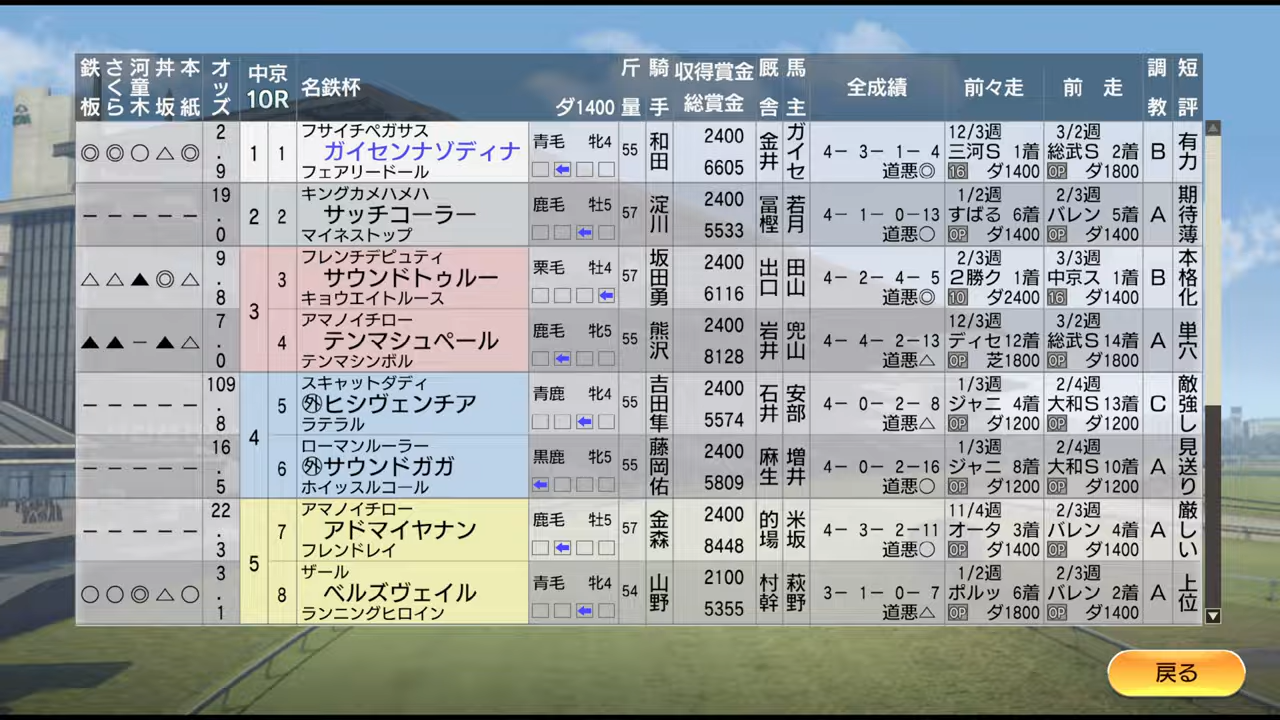 鉄板 さくら 河童木 井坂 本紙 オッズ 中京10R 名鉄杯 ダ1400 斤量 騎手 収得賞金 総賞金 厩舎 馬主 全成績 前々走 前走 調教 短評
◎ ◎ ○ △ ◎ 2.9 1 1 フサイチペガサス 青毛 牝4 55 和田 2400 金井 ガイセ 4- 3- 1- 4 12/3週 3/2週 B 有力
ガイセンナゾディナ 三河S 1着 総武S 2着
フェアリードール 6605 道悪◎ 16 ダ1400 OP ダ1800
- - - - - 19.0 2 2 キングカメハメハ 鹿毛 牡5 57 淀川 2400 冨樫 若月 4- 1- 0-13 1/2週 2/3週 A 期待薄
サッチコーラー すばる 6着 バレン 5着
マイネストップ 5533 道悪○ OP ダ1400 OP ダ1400
△ △ ▲ ◎ △ 9.8 3 3 フレンチデピュティ 栗毛 牡4 57 坂田勇 2400 出口 田山 4- 2- 4- 5 2/3週 3/3週 B 本格化
サウンドトゥルー 2勝ク 1着 中京ス 1着
キョウエイトルース 6116 道悪◎ 10 ダ2400 16 ダ1400
▲ ▲ - ▲ △ 7.0 4 アマノイチロー 鹿毛 牝5 55 熊沢 2400 岩井 兜山 4- 4- 2-13 12/3週 3/2週 A 単穴
テンマシュペール ディセ12着 総武S14着
テンマシンボル 8128 道悪△ OP 芝1800 OP ダ1800
- - - - - 109.8 4 5 スキャットダディ 青鹿 牝4 55 吉田隼 2400 石井 安部 4- 0- 2- 8 1/3週 2/4週 C 敵強し
㋕ヒシヴェンチア ジャニ 4着 大和S13着
ラテラル 5574 道悪△ OP ダ1200 OP ダ1200
- - - - - 16.5 6 ローマンルーラー 黒鹿 牝5 55 藤岡佑 2400 麻生 増井 4- 0- 2-16 1/3週 2/4週 A 見送り
外サウンドガガ ジャニ 8着 大和S10着
ホイッスルコール 5809 道悪○ OP ダ1200 OP ダ1200
- - - - - 22.3 5 7 アマノイチロー 鹿毛 牡5 57 金森 2400 的場 米坂 4- 3- 2-11 11/4週 2/3週 A 厳しい
アドマイヤナン オータ 3着 バレン 4着
フレンドレイ 8448 道悪○ OP ダ1400 OP ダ1400
○ ○ ◎ △ ○ 3.1 8 ザール 青毛 牝4 54 山野 2100 村幹 萩野 3- 1- 0- 7 1/2週 2/3週 A 上位
ベルズヴェイル ポルッ 6着 バレン 2着
ランニングヒロイン 5355 道悪△ OP ダ1800 OP ダ1400
戻る